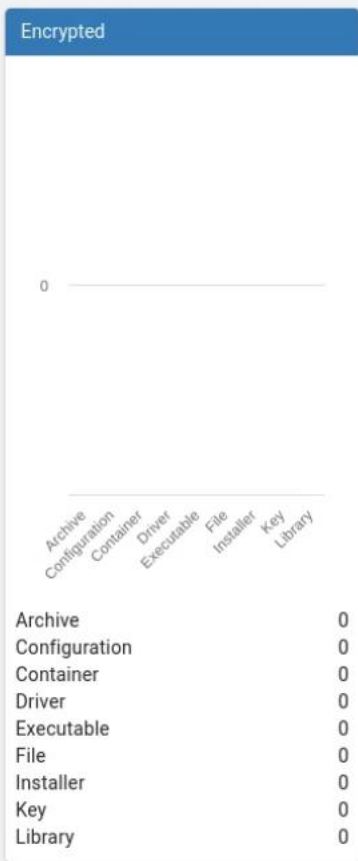 Encrypted
0
Archive
Configuration
Container
Driver
Executable
File
Installer
Key
Library
Archive 0
Configuration 0
Container 0
Driver 0
Executable 0
File 0
Installer 0
Key 0
Library 0